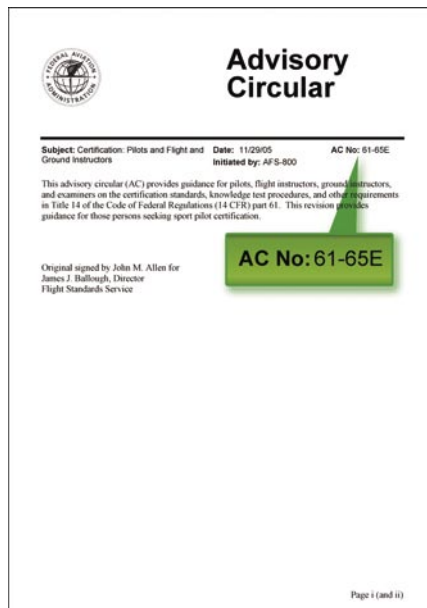 FEDERAL AVIATION
ADMINISTRATION
Advisory
Circular
Subject: Certification: Pilots and Flight and
Ground Instructors
Date: 11/29/05
Initiated by: AFS-800
AC No: 61-65E
This advisory circular (AC) provides guidance for pilots, flight instructors, ground instructors,
and examiners on the certification standards, knowledge test procedures, and other requirements
in Title 14 of the Code of Federal Regulations (14 CFR) part 61. This revision provides
guidance for those persons seeking sport pilot certification.
AC No: 61-65E
Original signed by John M. Allen for
James J. Ballough, Director
Flight Standards Service
Page i (and ii)